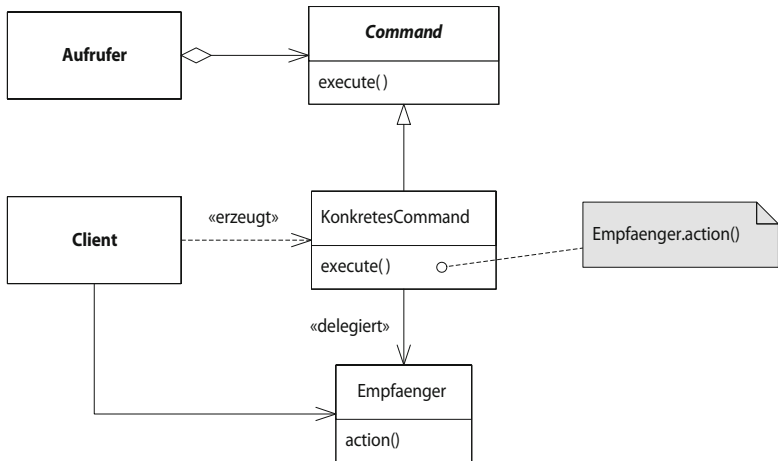 Aufrufer
Command
execute()
Client
«erzeugt»
KonkretesCommand
execute()
Empfaenger.action()
«delegiert»
Empfaenger
action()